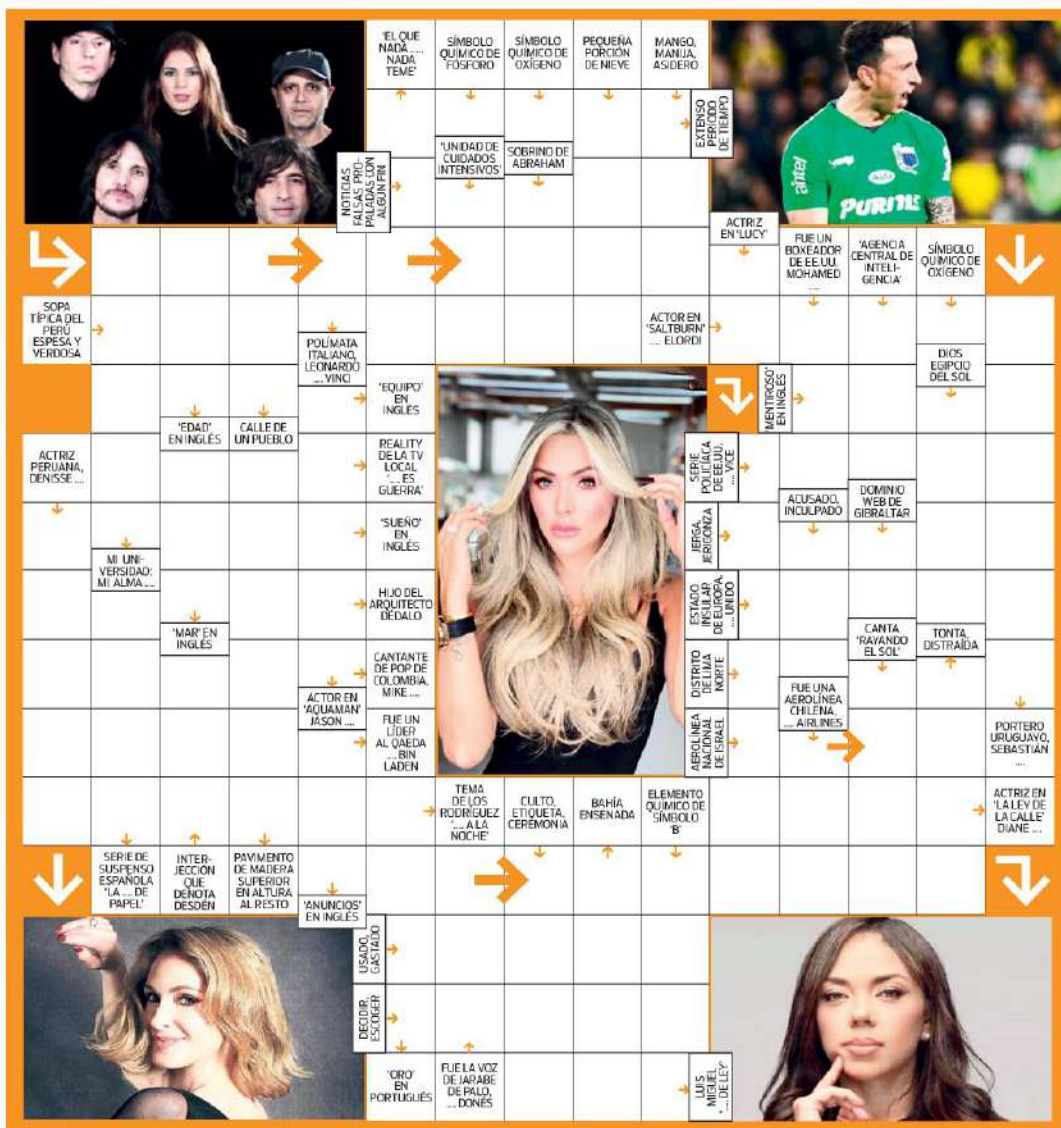 'EL QUE
NADA ....
NADA
TEME'
SÍMBOLO
QUÍMICO DE
FÓSFORO
SÍMBOLO
QUÍMICO DE
OXÍGENO
PEQUEÑA
PORCIÓN
DE NIEVE
MANGO,
MANIJA,
ASIDERO
EXTENSO
PERÍODO
DE TIEMPO
'UNIDAD DE
CUIDADOS
INTENSIVOS'
SOBRINO DE
ABRAHAM
NOTICIAS
FALSAS PRO-
PALADAS CON
ALGÚN FIN
antel
PURITAS
ACTRIZ
EN 'LUCY'
FUE UN
BOXEADOR
DE EE.UU.
MOHAMED
....
'AGENCIA
CENTRAL DE
INTELI-
GENCIA'
SÍMBOLO
QUÍMICO DE
OXÍGENO
SOPA
TÍPICA DEL
PERÚ
ESPESA Y
VERDOSA
POLÍMATA
ITALIANO,
LEONARDO
.... VINCI
ACTOR EN
'SALTBURN'
.... ELORDI
DIOS
EGIPCIO
DEL SOL
'EQUIPO'
EN
INGLÉS
'MENTIROSO'
EN INGLÉS
'EDAD'
EN INGLÉS
CALLE DE
UN PUEBLO
ACTRIZ
PERUANA,
DENISSE ....
REALITY
DE LA TV
LOCAL
'.... ES
GUERRA'
SERIE
POLICÍACA
DE EE.UU.
.... VICE
ACUSADO,
INCULPADO
DOMINIO
WEB DE
GIBRALTAR
'SUEÑO'
EN
INGLÉS
JERGA,
JERIGONZA
MI UNI-
VERSIDAD:
MI ALMA ....
HIJO DEL
ARQUITECTO
DÉDALO
ESTADO
INSULAR
DE EUROPA,
.... UNIDO
'MAR' EN
INGLÉS
CANTA
'RAYANDO
EL SOL'
TONTA,
DISTRAÍDA
CANTANTE
DE POP DE
COLOMBIA,
MIKE ....
DISTRITO
DE LIMA
NORTE
ACTOR EN
'AQUAMAN'
JASON ....
FUE UNA
AEROLÍNEA
CHILENA,
.... AIRLINES
FUE UN
LÍDER
AL QAEDA
.... BIN
LADEN
AEROLÍNEA
NACIONAL
DE ISRAEL
PORTERO
URUGUAYO,
SEBASTIÁN
....
TEMA
DE LOS
RODRÍGUEZ
'.... A LA
NOCHE'
CULTO,
ETIQUETA,
CEREMONIA
BAHÍA
ENSENADA
ELEMENTO
QUÍMICO DE
SÍMBOLO
'B'
ACTRIZ EN
'LA LEY DE
LA CALLE'
DIANE ....
SERIE DE
SUSPENSO
ESPAÑOLA
'LA .... DE
PAPEL'
INTER-
JECCIÓN
QUE
DENOTA
DESDÉN
PAVIMENTO
DE MADERA
SUPERIOR
EN ALTURA
AL RESTO
'ANUNCIOS'
EN INGLÉS
USADO,
GASTADO
DECIDIR,
ESCOGER
'ORO'
EN
PORTUGUÉS
FUE LA VOZ
DE JARABE
DE PALO,
.... DONÉS
LUIS
MIGUEL
'.... DE LEY'